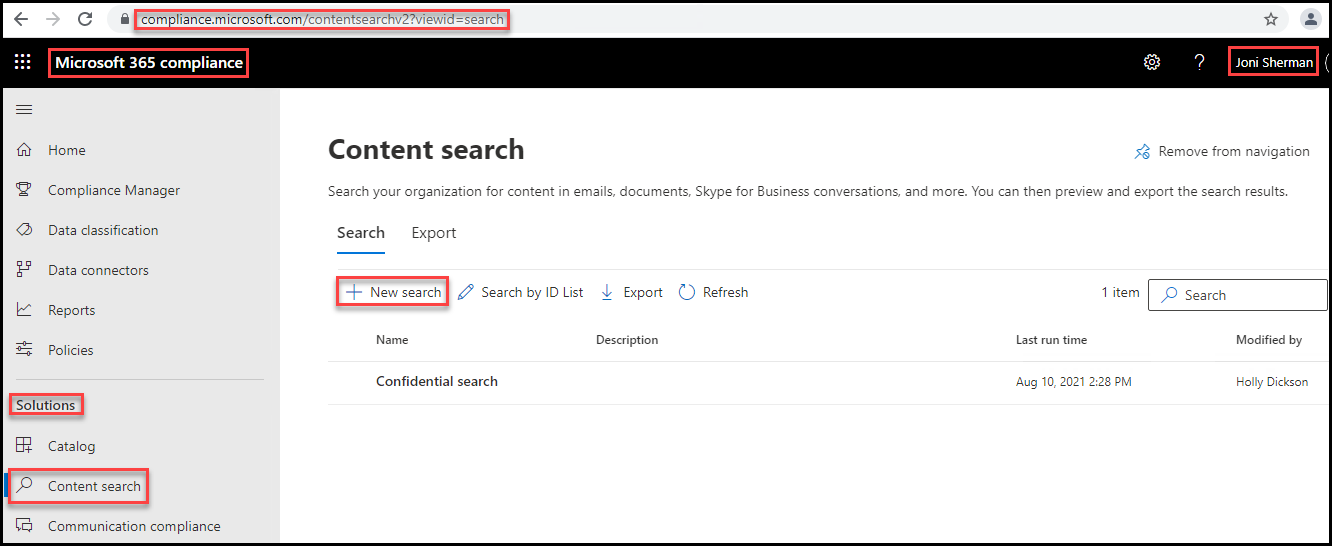 compliance.microsoft.com/contentsearchv2?viewid=search
Microsoft 365 compliance
? Joni Sherman
Home
Compliance Manager
Data classification
Data connectors
Reports
Policies
Solutions
Catalog
Content search
Communication compliance
Content search
Remove from navigation
Search your organization for content in emails, documents, Skype for Business conversations, and more. You can then preview and export the search results.
Search Export
New search Search by ID List Export Refresh 1 item Search
Name Description Last run time Modified by
Confidential search Aug 10, 2021 2:28 PM Holly Dickson